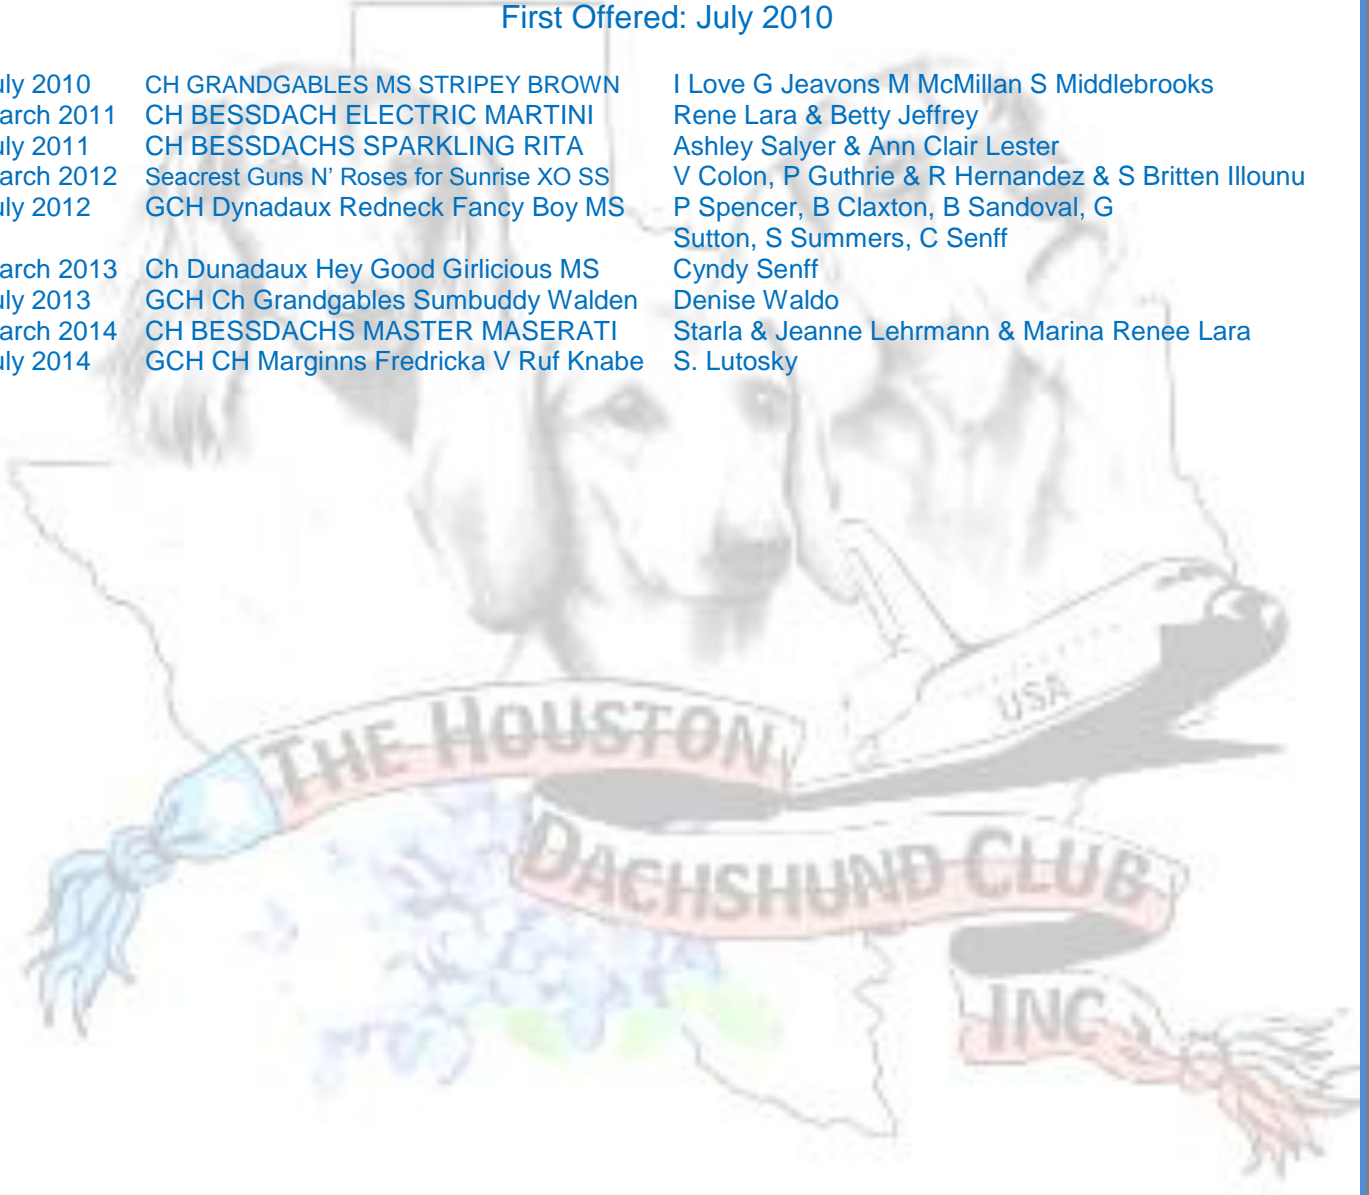 First Offered: July 2010
uly 2010 CH GRANDGABLES MS STRIPEY BROWN I Love G Jeavons M McMillan S Middlebrooks
arch 2011 CH BESSDACH ELECTRIC MARTINI Rene Lara & Betty Jeffrey
uly 2011 CH BESSDACHS SPARKLING RITA Ashley Salyer & Ann Clair Lester
arch 2012 Seacrest Guns N' Roses for Sunrise XO SS V Colon, P Guthrie & R Hernandez & S Britten Illounu
uly 2012 GCH Dynadaux Redneck Fancy Boy MS P Spencer, B Claxton, B Sandoval, G
Sutton, S Summers, C Senff
arch 2013 Ch Dunadaux Hey Good Girlicious MS Cyndy Senff
uly 2013 GCH Ch Grandgables Sumbuddy Walden Denise Waldo
arch 2014 CH BESSDACHS MASTER MASERATI Starla & Jeanne Lehrmann & Marina Renee Lara
uly 2014 GCH CH Marginns Fredricka V Ruf Knabe S. Lutosky
USA
THE HOUSTON
DACHSHUND CLUB
INC